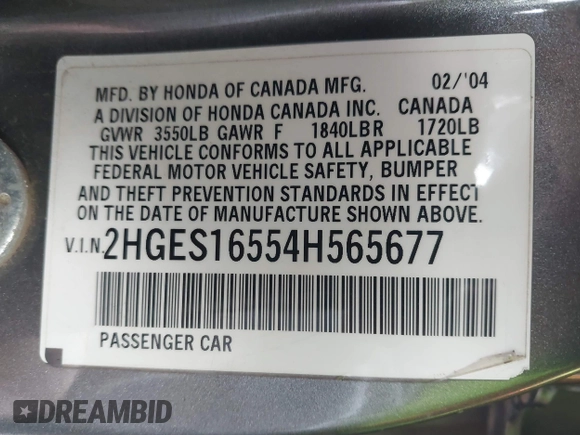 MFD. BY HONDA OF CANADA MFG. 02/'04
A DIVISION OF HONDA CANADA INC. CANADA
GVWR 3550LB GAWR F 1840LB R 1720LB
THIS VEHICLE CONFORMS TO ALL APPLICABLE
FEDERAL MOTOR VEHICLE SAFETY, BUMPER
AND THEFT PREVENTION STANDARDS IN EFFECT
ON THE DATE OF MANUFACTURE SHOWN ABOVE.
V.I.N. 2HGES16554H565677
PASSENGER CAR
DREAMBID